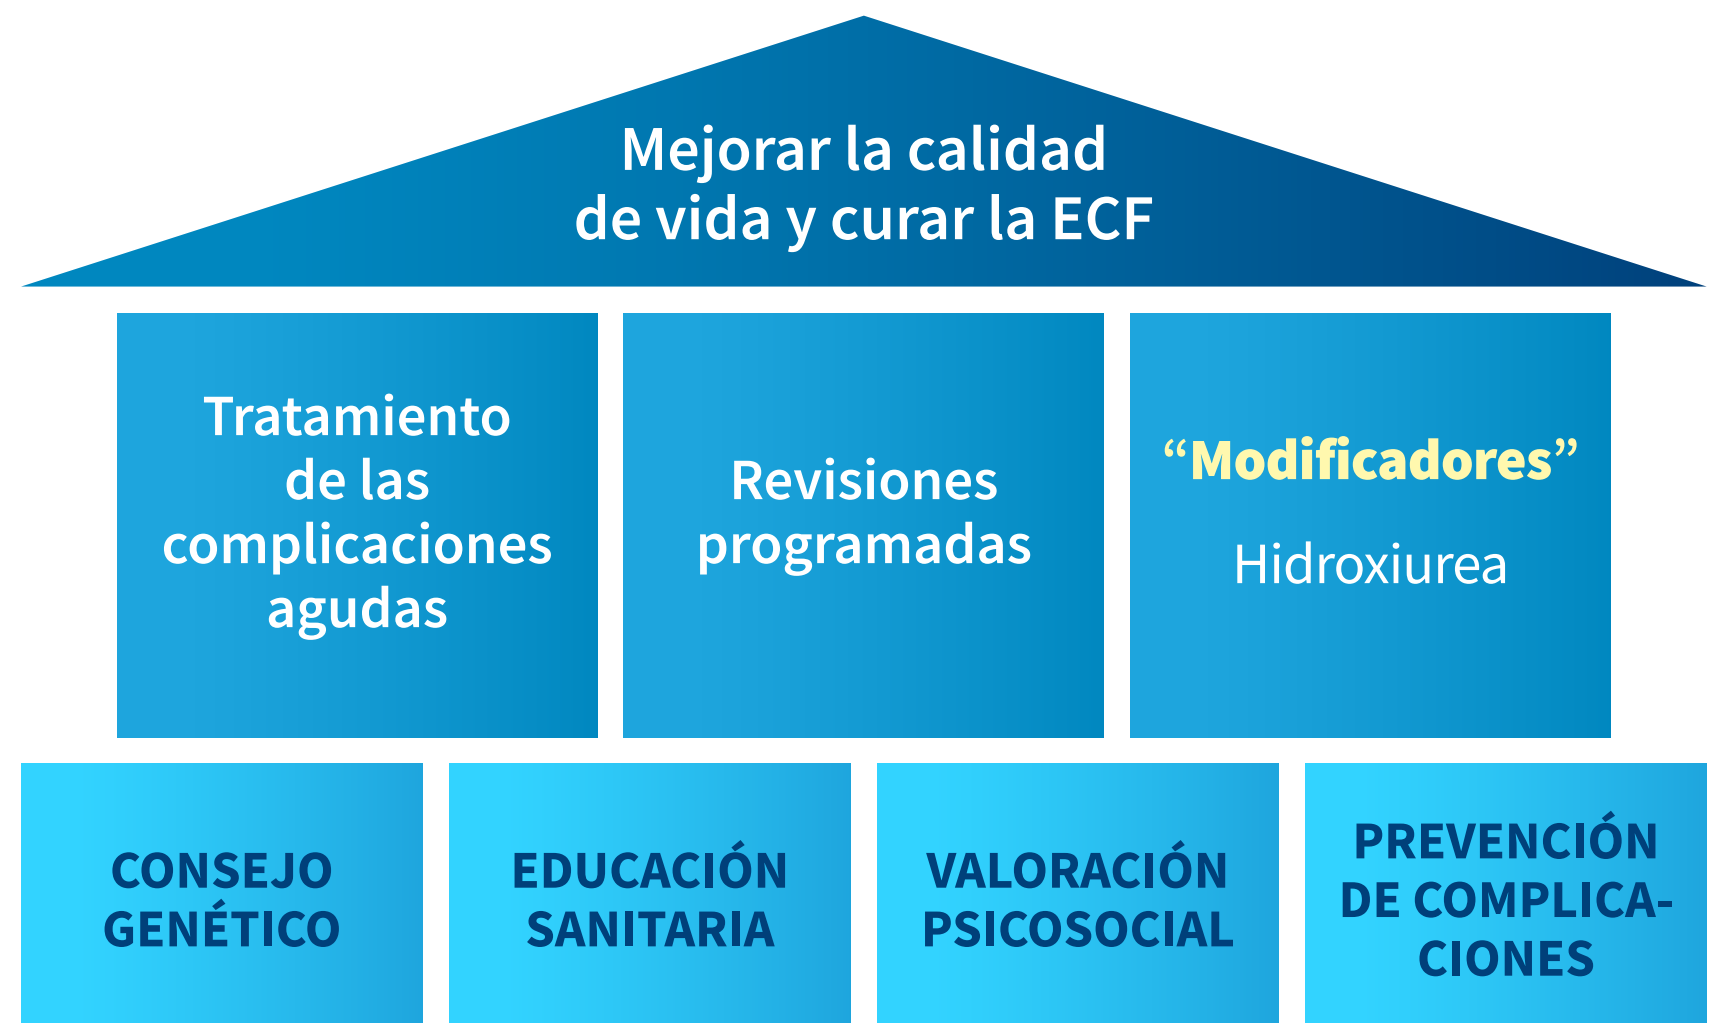 Mejorar la calidad
de vida y curar la ECF
Tratamiento
de las
complicaciones
agudas
Revisiones
programadas
“Modificadores”
Hidroxiurea
CONSEJO
GENÉTICO
EDUCACIÓN
SANITARIA
VALORACIÓN
PSICOSOCIAL
PREVENCIÓN
DE COMPLICA-
CIONES